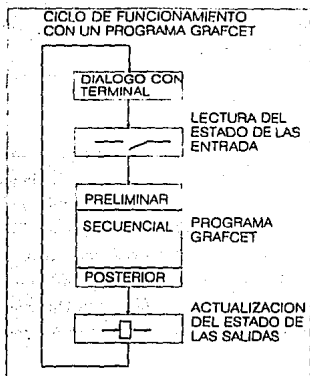 CICLO DE FUNCIONAMIENTO
CON UN PROGRAMA GRAFCET
DIALOGO CON
TERMINAL
LECTURA DEL
ESTADO DE LAS
ENTRADA
PRELIMINAR
SECUENCIAL
PROGRAMA
GRAFCET
POSTERIOR
ACTUALIZACION
DEL ESTADO DE
LAS SALIDAS